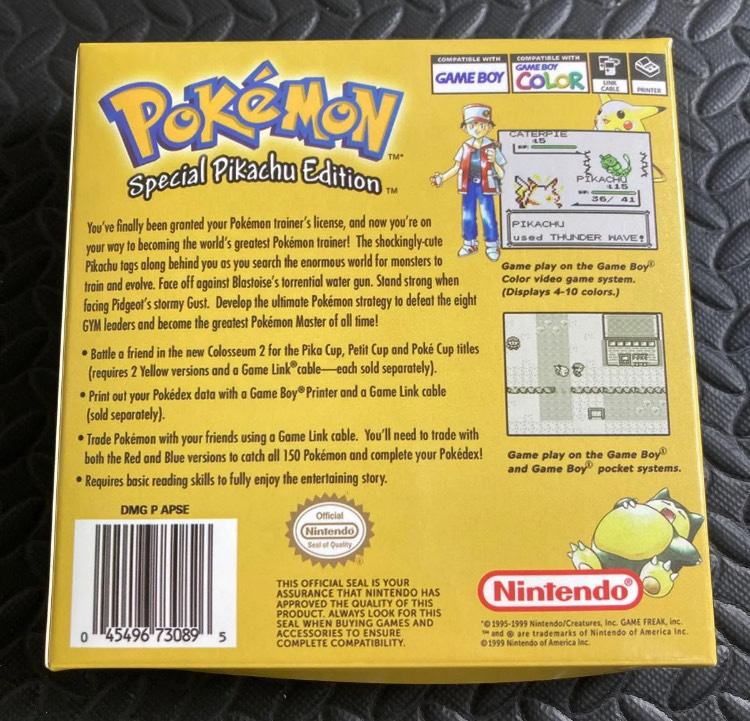 COMPATIBLE WITH
GAME BOY
COMPATIBLE WITH
GAME BOY
COLOR
LINK
CABLE
PRINTER
POKéMON
TM
Special Pikachu Edition
TM
CATERPIE
:L5
HP:
PIKACHU
:L15
HP:
36/ 41
PIKACHU
used THUNDER WAVE!
Game play on the Game Boy®
Color video game system.
(Displays 4-10 colors.)
You've finally been granted your Pokémon trainer's license, and now you're on
your way to becoming the world's greatest Pokémon trainer! The shockingly-cute
Pikachu tags along behind you as you search the enormous world for monsters to
train and evolve. Face off against Blastoise's torrential water gun. Stand strong when
facing Pidgeot's stormy Gust. Develop the ultimate Pokémon strategy to defeat the eight
GYM leaders and become the greatest Pokémon Master of all time!
• Battle a friend in the new Colosseum 2 for the Pika Cup, Petit Cup and Poké Cup titles
(requires 2 Yellow versions and a Game Link® cable—each sold separately).
• Print out your Pokédex data with a Game Boy® Printer and a Game Link cable
(sold separately).
• Trade Pokémon with your friends using a Game Link cable. You'll need to trade with
both the Red and Blue versions to catch all 150 Pokémon and complete your Pokédex!
• Requires basic reading skills to fully enjoy the entertaining story.
POKé
Game play on the Game Boy®
and Game Boy® pocket systems.
DMG P APSE
0 45496 73089 5
Official
Nintendo
Seal of Quality
®
THIS OFFICIAL SEAL IS YOUR
ASSURANCE THAT NINTENDO HAS
APPROVED THE QUALITY OF THIS
PRODUCT. ALWAYS LOOK FOR THIS
SEAL WHEN BUYING GAMES AND
ACCESSORIES TO ENSURE
COMPLETE COMPATIBILITY.
Nintendo®
©1995-1999 Nintendo/Creatures, Inc. GAME FREAK, inc.
™ and ® are trademarks of Nintendo of America Inc.
©1999 Nintendo of America Inc.